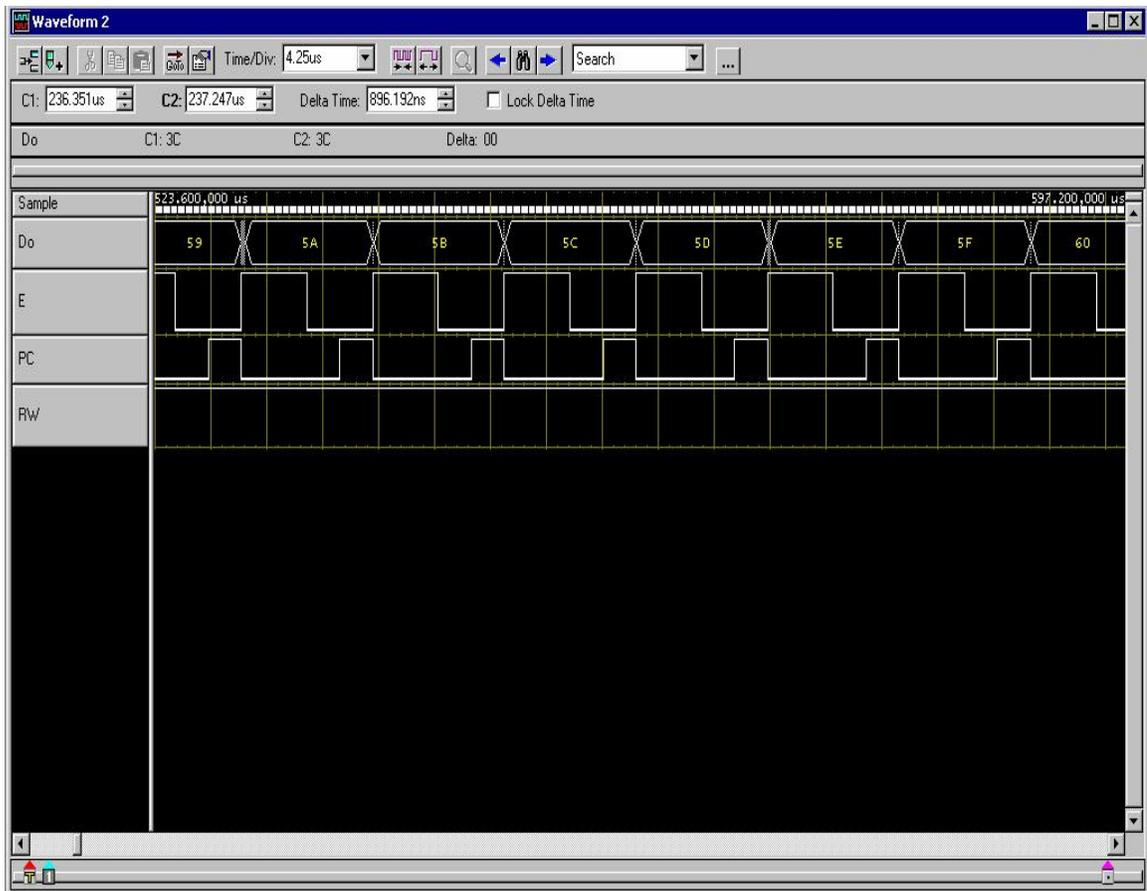 Waveform 2
GoTo Time/Div: 4.25us Search ...
C1: 236.351us C2: 237.247us Delta Time: 896.192ns Lock Delta Time
Do C1: 3C C2: 3C Delta: 00
Sample 523.600,000 us 597.200,000 us
Do 59 5A 5B 5C 5D 5E 5F 60
E
PC
RW
T 1